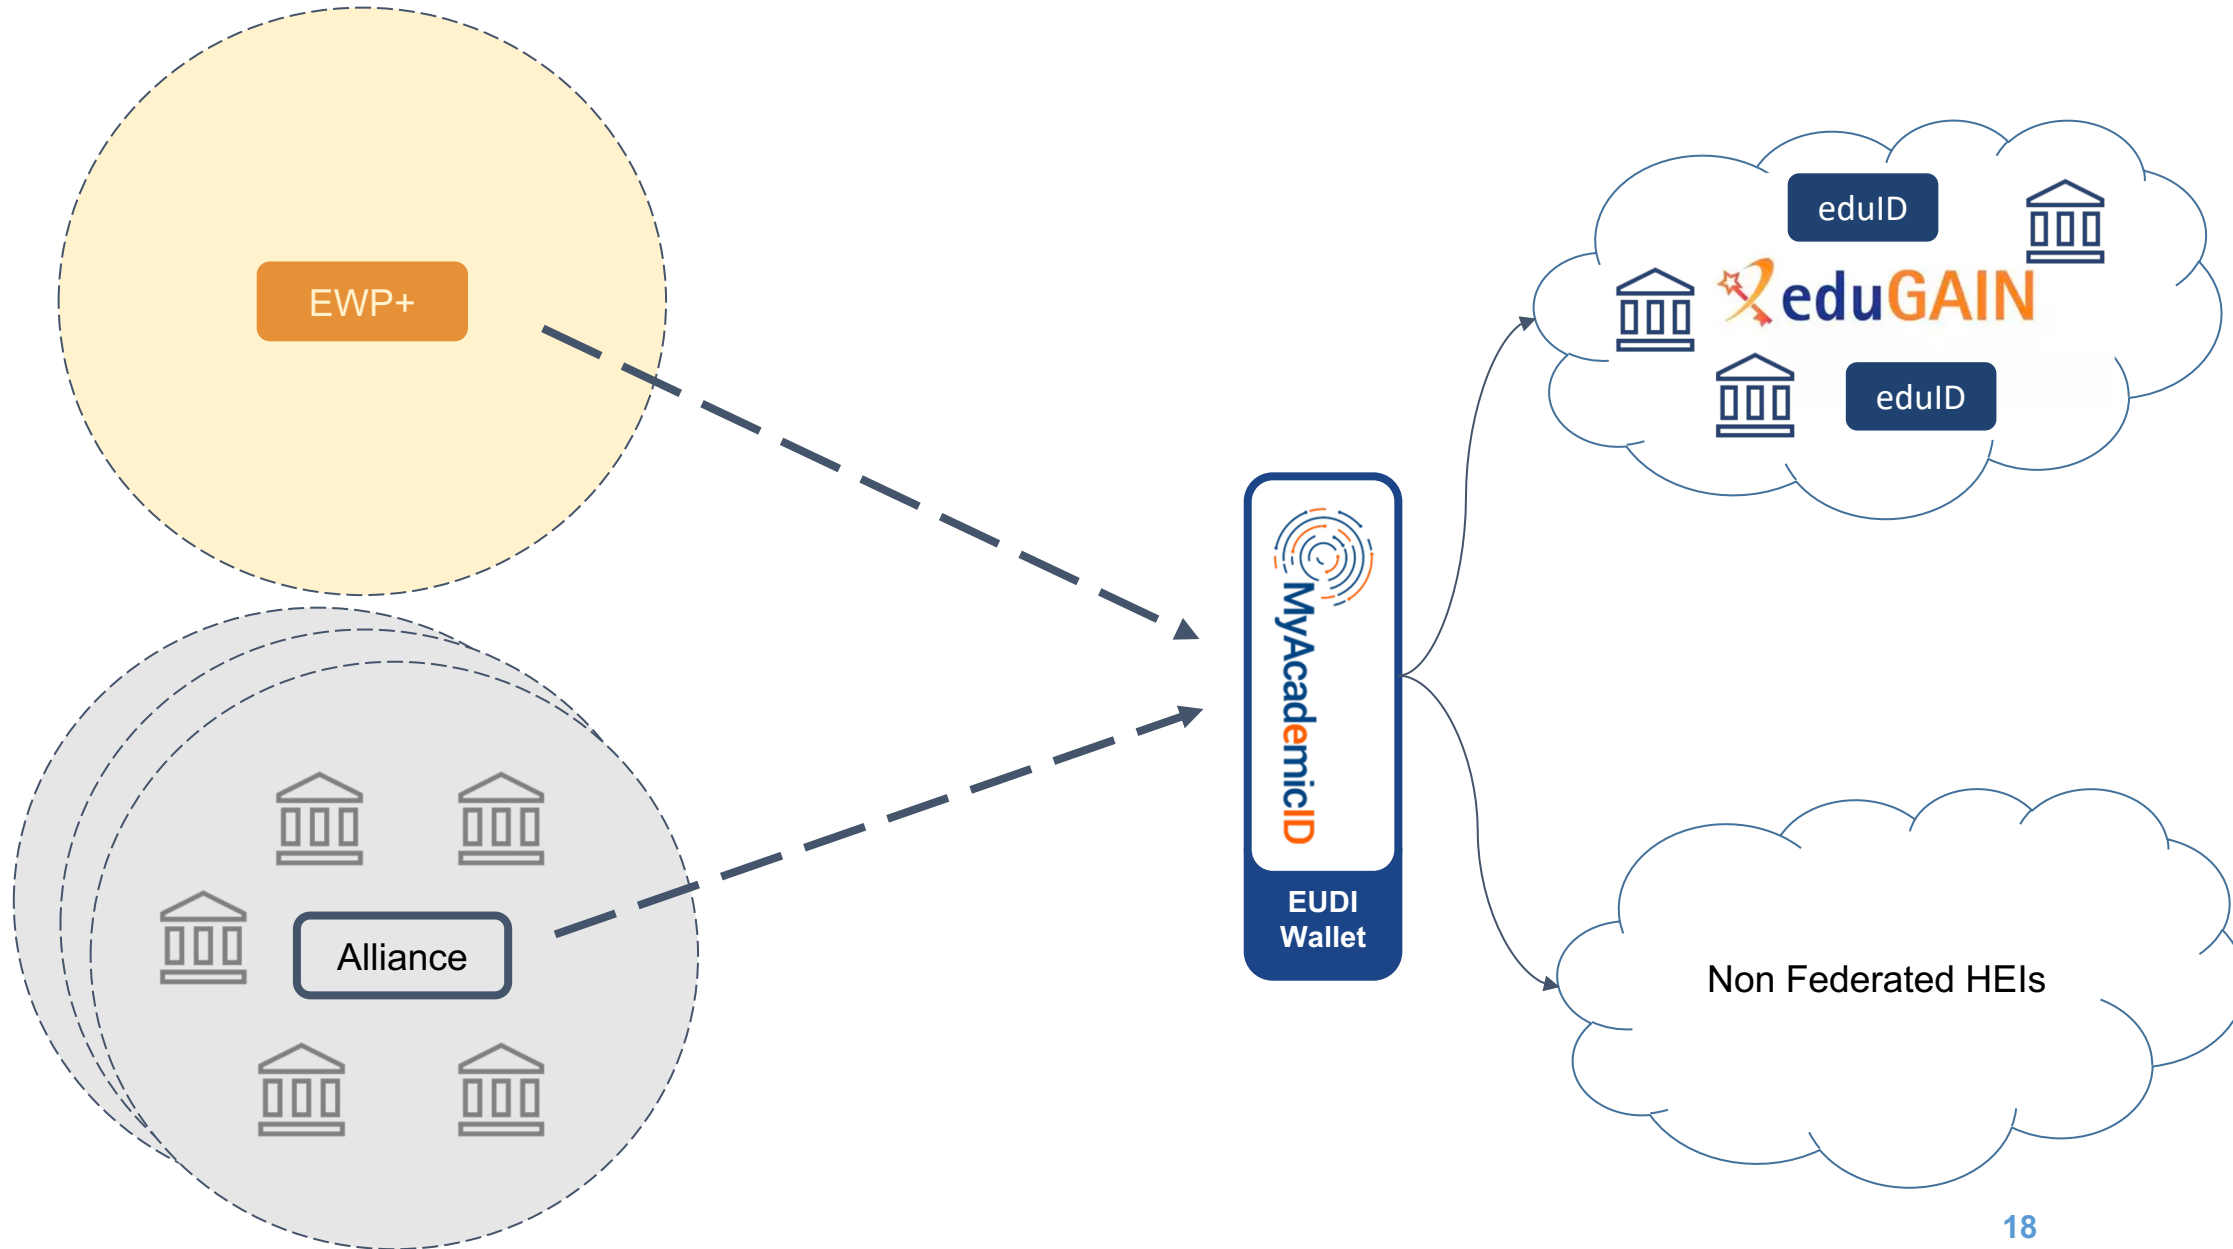 EWP+
Alliance
MyAcademicID
EUDI
Wallet
eduID
eduGAIN
eduID
Non Federated HEIs
18